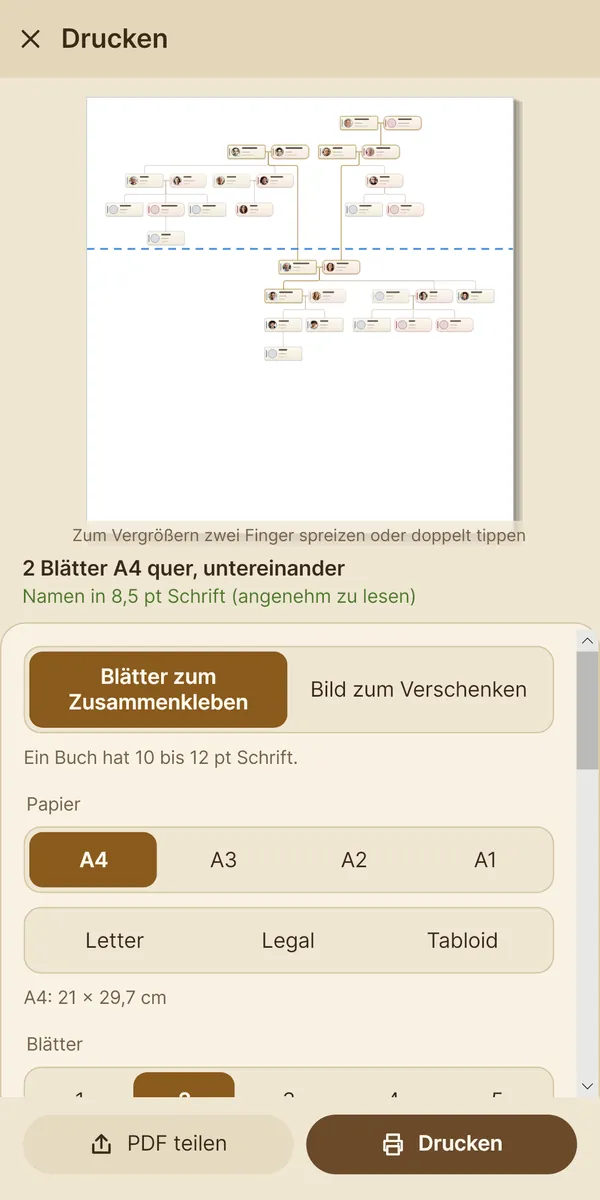 Drucken
Zum Vergrößern zwei Finger spreizen oder doppelt tippen
2 Blätter A4 quer, untereinander
Namen in 8,5 pt Schrift (angenehm zu lesen)
Blätter zum
Zusammenkleben
Bild zum Verschenken
Ein Buch hat 10 bis 12 pt Schrift.
Papier
A4 A3 A2 A1
Letter Legal Tabloid
A4: 21 × 29,7 cm
Blätter
PDF teilen
Drucken